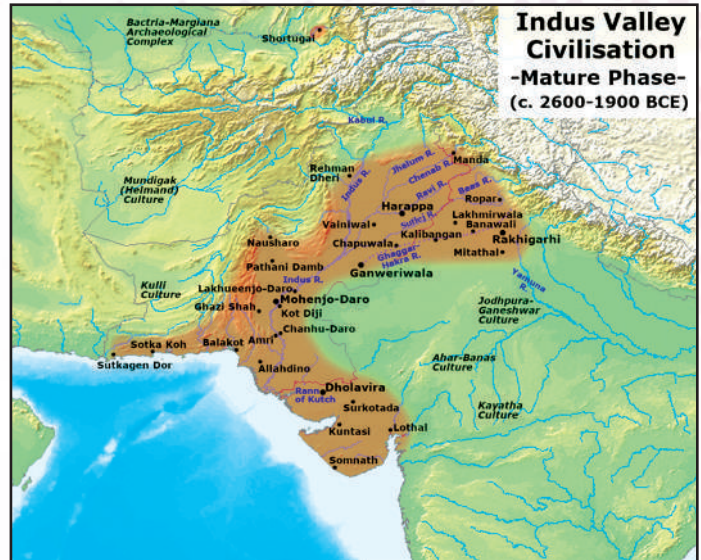 Indus Valley
Civilisation
-Mature Phase-
(c. 2600-1900 BCE)
Bactria-Margiana
Archaeological
Complex
Shortugai
Kabul R.
Mundigak
(Helmand)
Culture
Rehman
Dheri
Indus R.
Jhelum R.
Chenab R.
Ravi R.
Beas R.
Manda
Ropar
Harappa
Sutlej R.
Lakhmirwala
Banawali
Vainiwal
Kalibangan
Rakhigarhi
Chapuwala
Mitathal
Nausharo
Ghaggar-
Hakra R.
Ganweriwala
Pathani Damb
Kulli
Culture
Indus R.
Yamuna
R.
Lakhueenjo-Daro
Mohenjo-Daro
Ghazi Shah
Kot Diji
Jodhpura-
Ganeshwar
Culture
Chanhu-Daro
Amri
Sotka Koh
Balakot
Sutkagen Dor
Allahdino
Ahar-Banas
Culture
Dholavira
Rann
of Kutch
Surkotada
Kayatha
Culture
Kuntasi
Lothal
Somnath